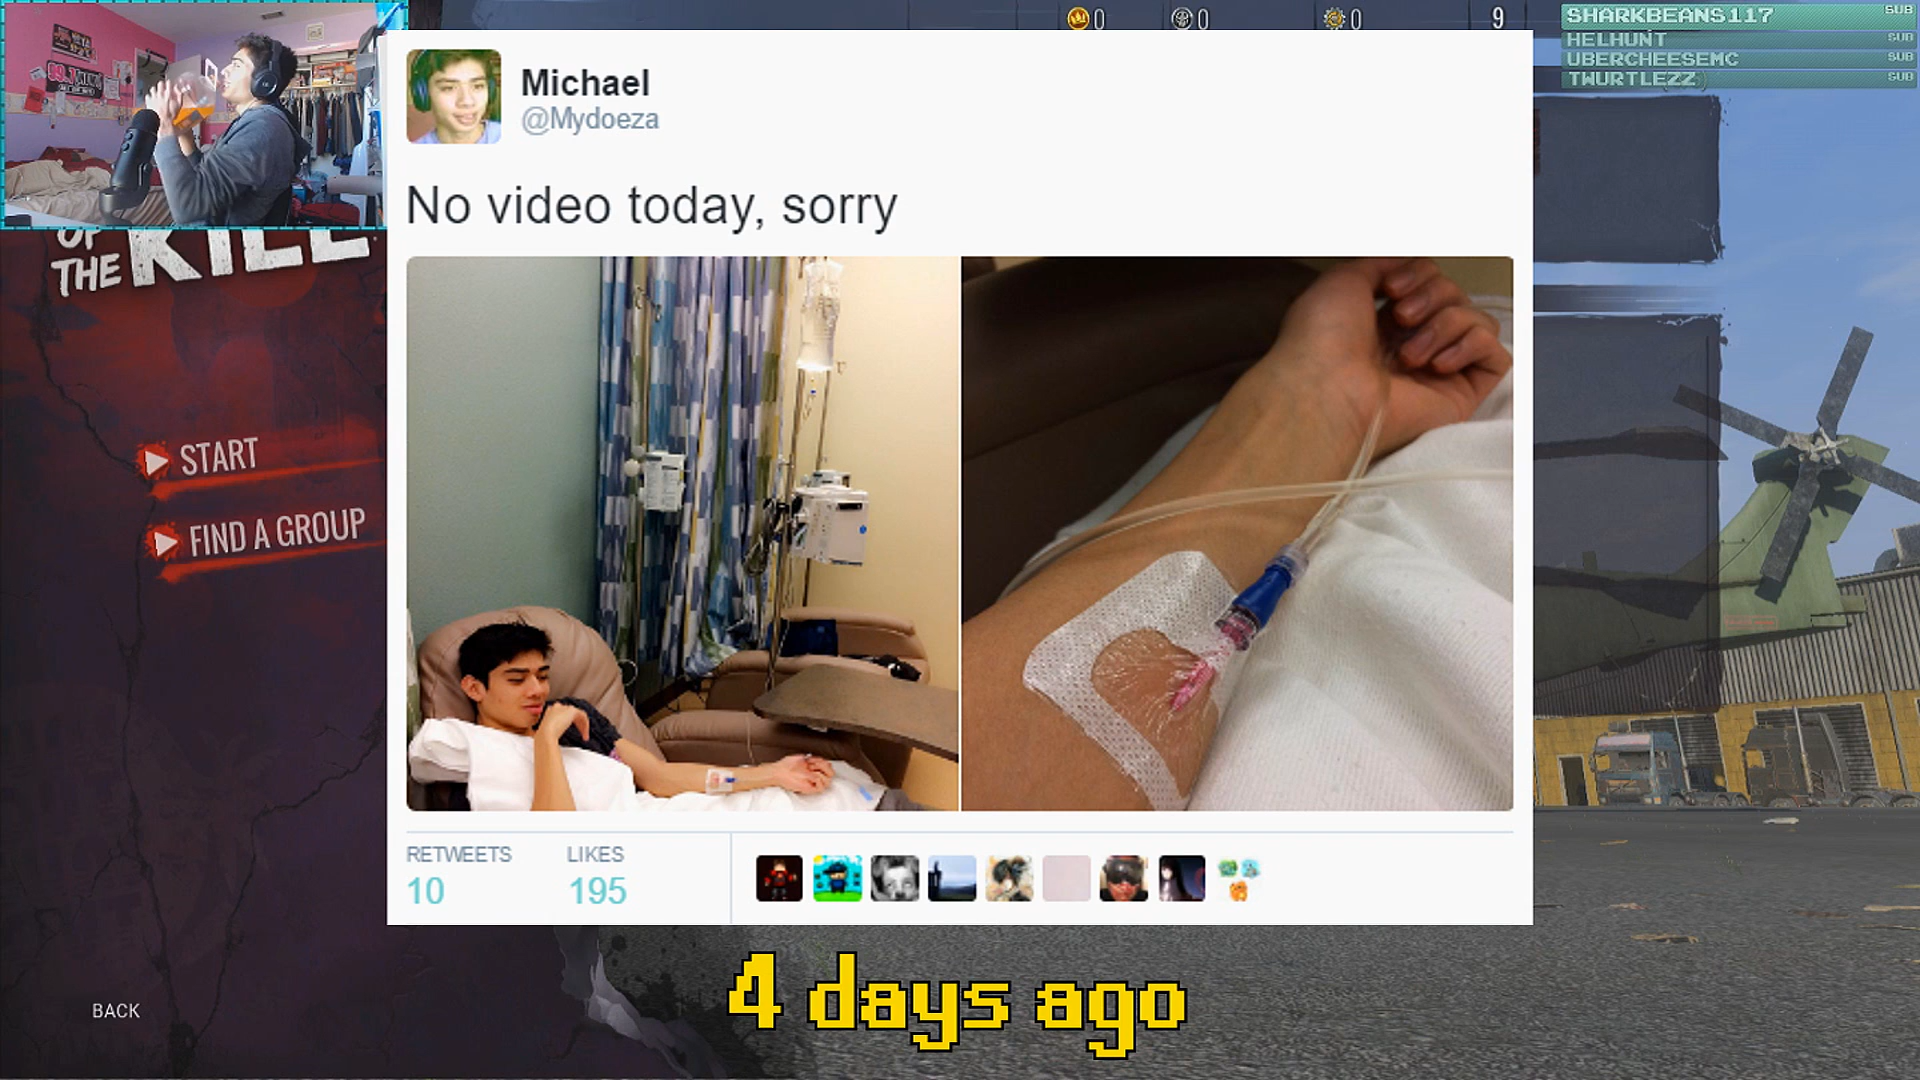 0 0 0 9
SHARKBEANS117 SUB
HELHUNT SUB
UBERCHEESEMC SUB
TWURTLEZZ SUB
Michael
@Mydoeza
No video today, sorry
OF
THE KILL
START
FIND A GROUP
RETWEETS LIKES
10 195
4 days ago
BACK